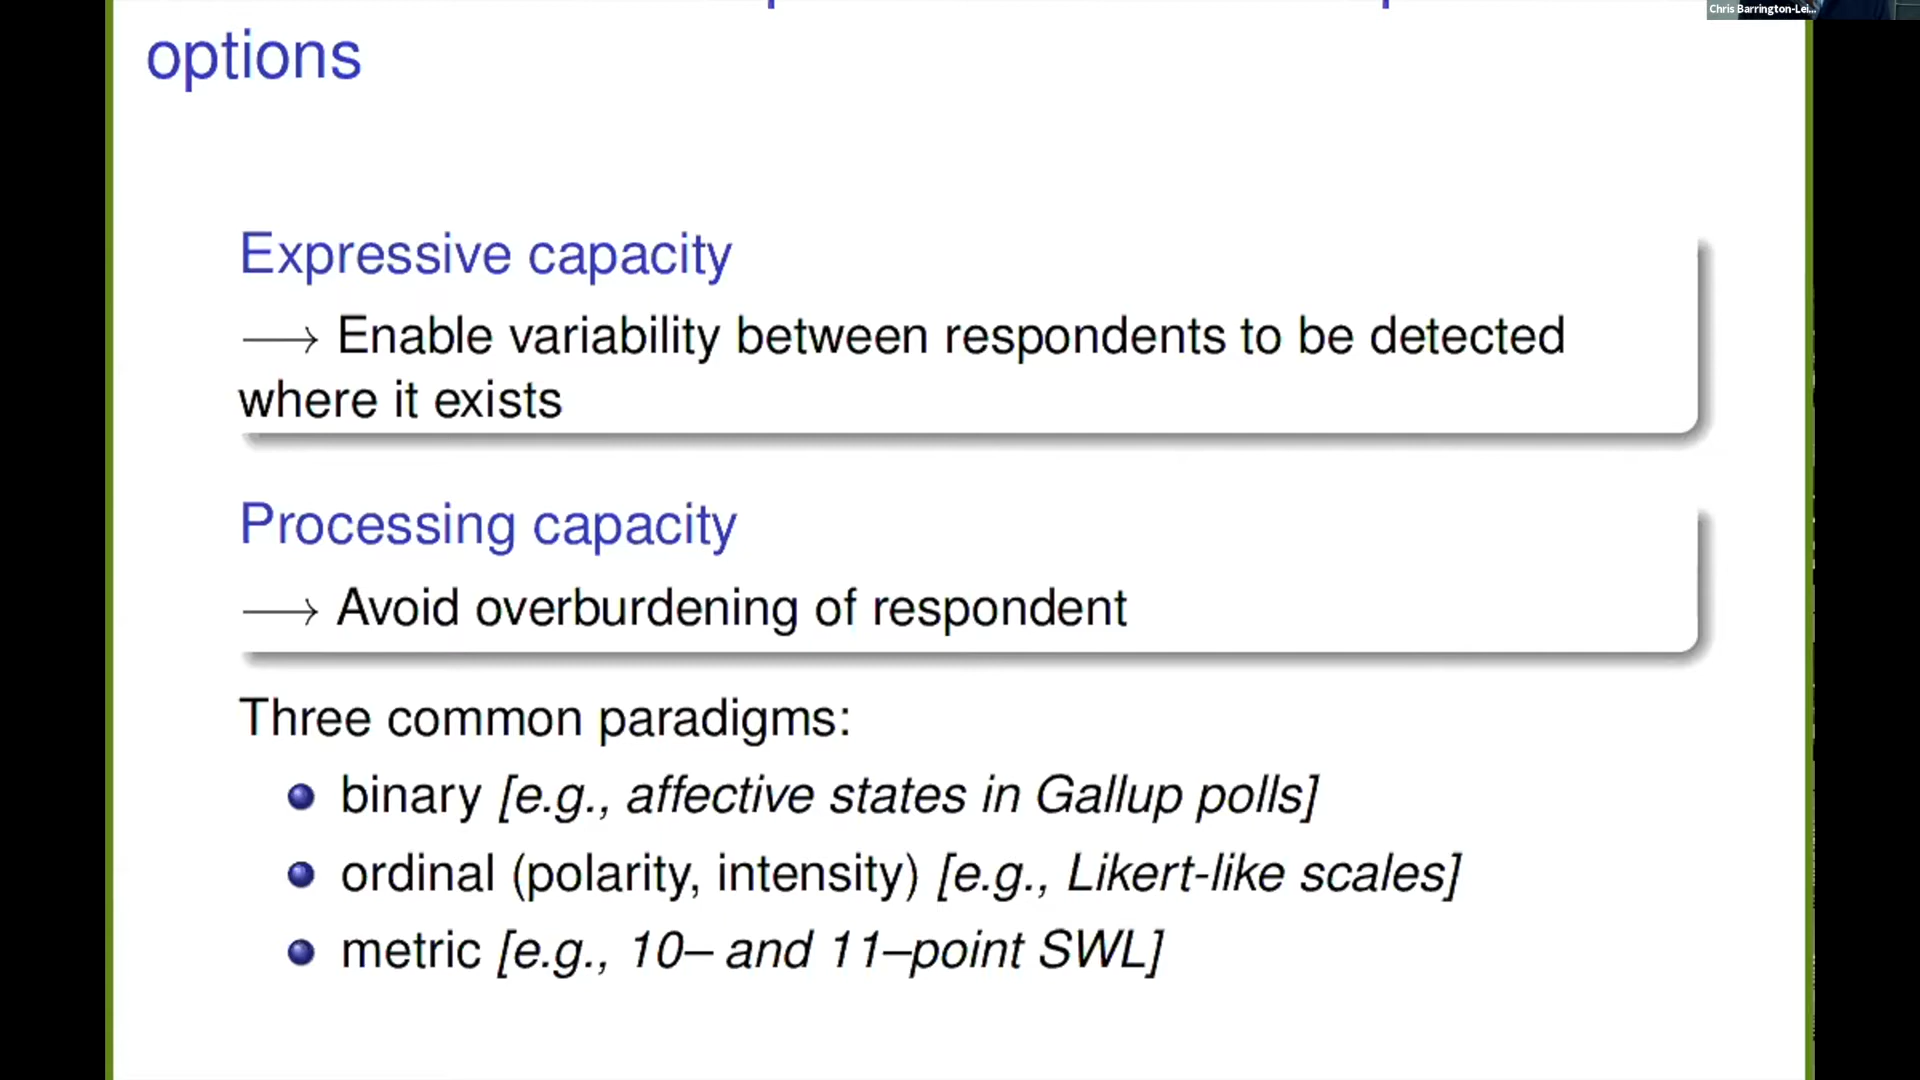 Chris Barrington-Lei...
options
Expressive capacity
⟶ Enable variability between respondents to be detected
where it exists
Processing capacity
⟶ Avoid overburdening of respondent
Three common paradigms:
binary [e.g., affective states in Gallup polls]
ordinal (polarity, intensity) [e.g., Likert-like scales]
metric [e.g., 10– and 11–point SWL]